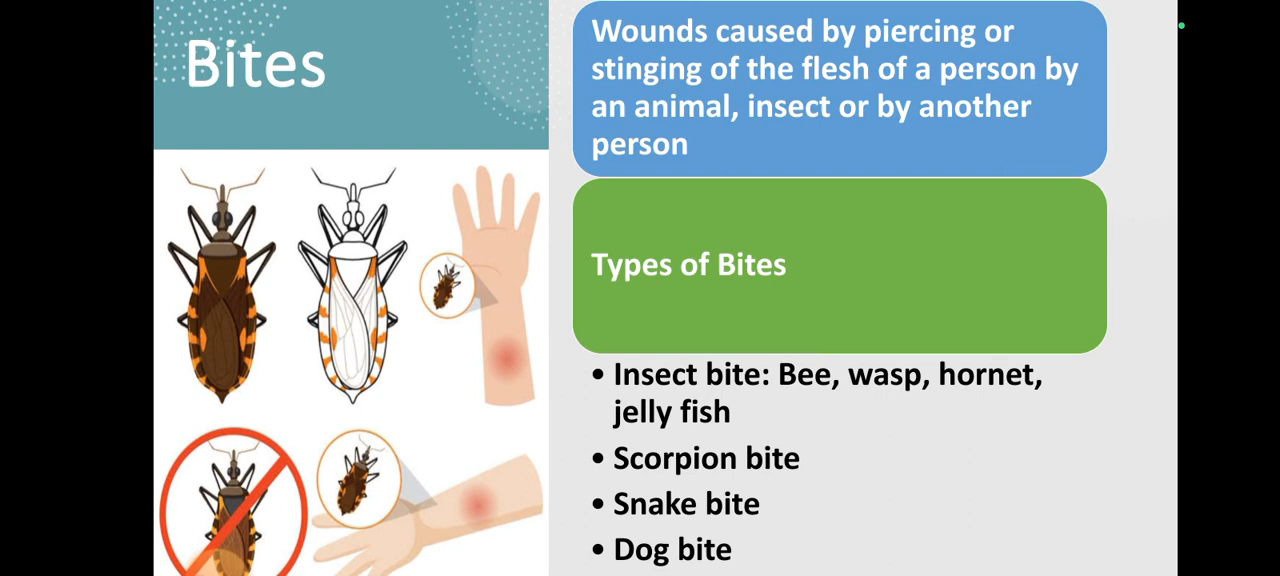 Bites
Wounds caused by piercing or
stinging of the flesh of a person by
an animal, insect or by another
person
Types of Bites
• Insect bite: Bee, wasp, hornet,
jelly fish
• Scorpion bite
• Snake bite
• Dog bite